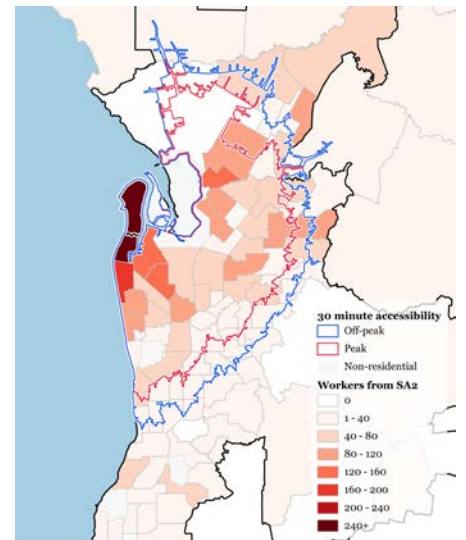 30 minute accessibility
Off-peak
Peak
Non-residential
Workers from SA2
0
1 - 40
40 - 80
80 - 120
120 - 160
160 - 200
200 - 240
240+